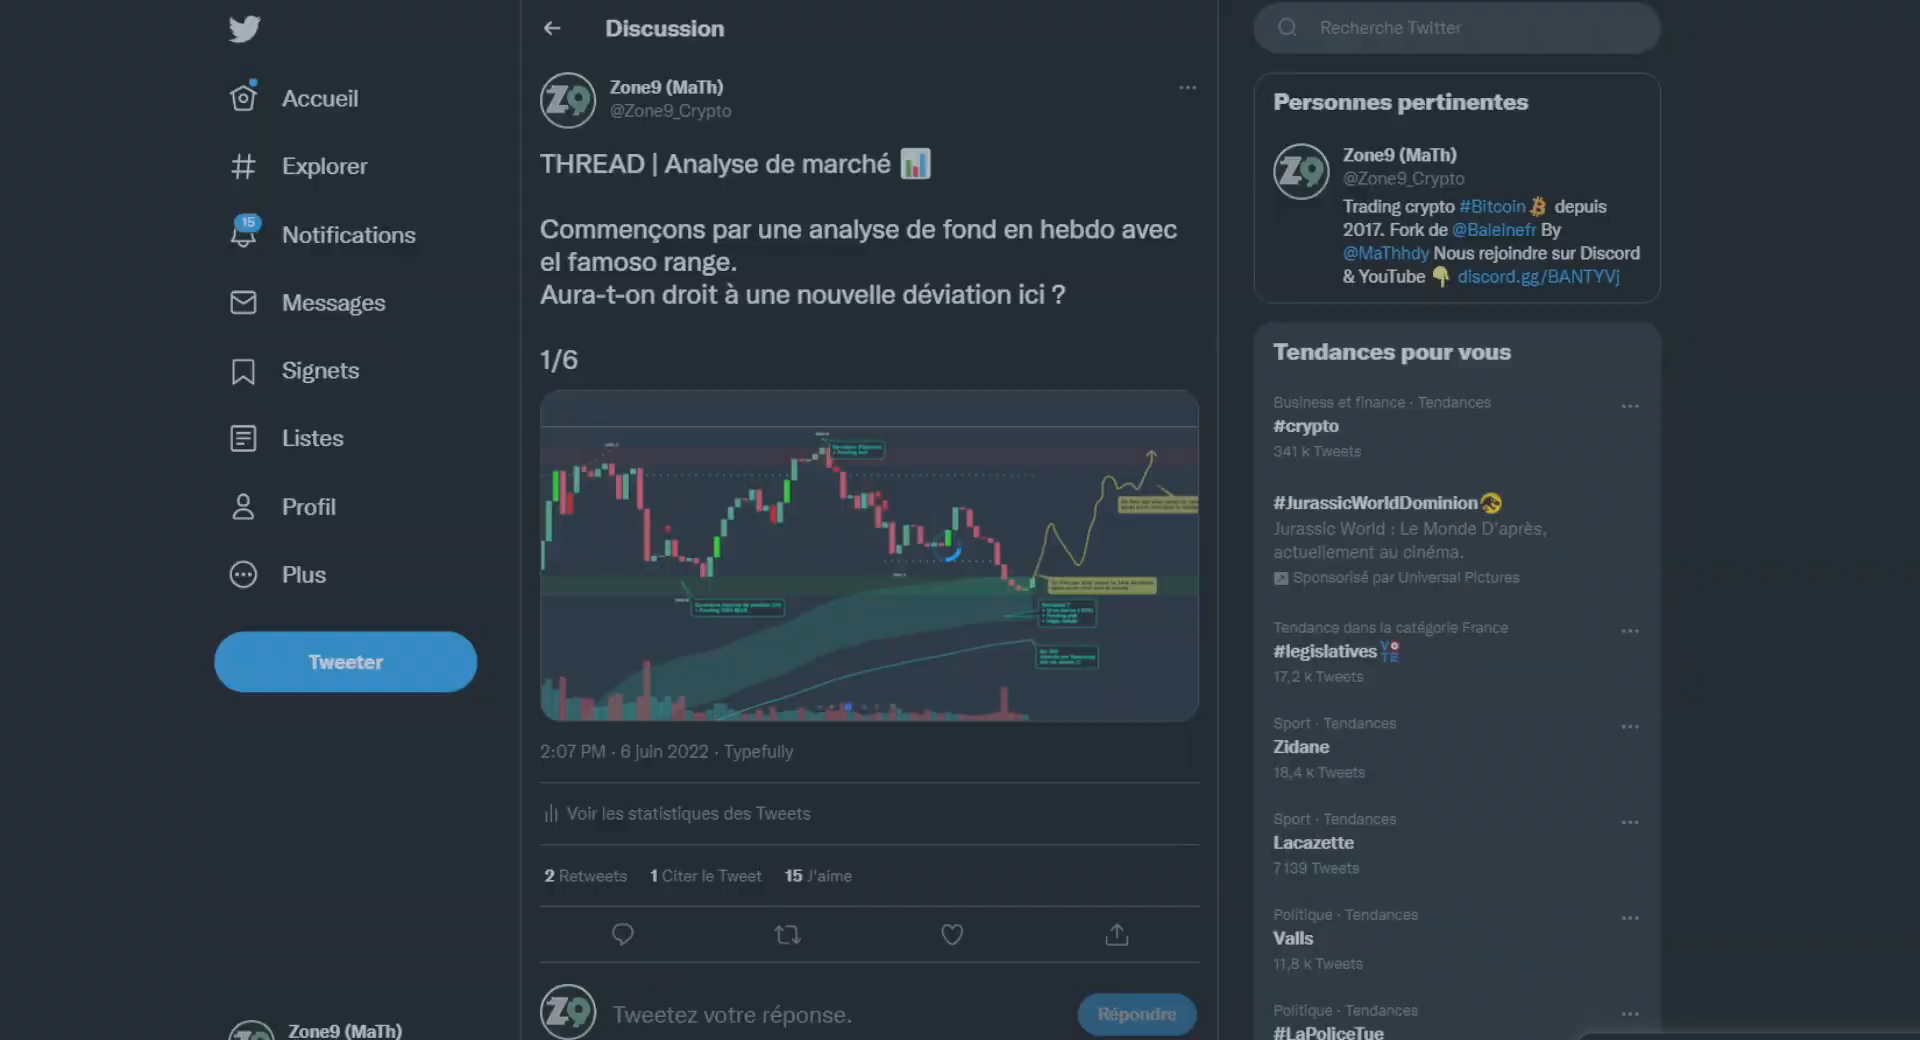 Accueil
Explorer
15
Notifications
Messages
Signets
Listes
Profil
Plus
Tweeter
Zone9 (MaTh)
Discussion
Z9
Zone9 (MaTh)
@Zone9_Crypto
THREAD | Analyse de marché
Commençons par une analyse de fond en hebdo avec
el famoso range.
Aura-t-on droit à une nouvelle déviation ici ?
1/6
2:07 PM · 6 juin 2022 · Typefully
Voir les statistiques des Tweets
2 Retweets 1 Citer le Tweet 15 J'aime
Z9
Tweetez votre réponse.
Répondre
Recherche Twitter
Personnes pertinentes
Z9
Zone9 (MaTh)
@Zone9_Crypto
Trading crypto #Bitcoin depuis
2017. Fork de @Baleinefr By
@MaThhdy Nous rejoindre sur Discord
& YouTube discord.gg/BANTYVj
Tendances pour vous
Business et finance · Tendances
#crypto
341 k Tweets
#JurassicWorldDominion
Jurassic World : Le Monde D'après,
actuellement au cinéma.
Sponsorisé par Universal Pictures
Tendance dans la catégorie France
#legislatives
17,2 k Tweets
Sport · Tendances
Zidane
18,4 k Tweets
Sport · Tendances
Lacazette
7 139 Tweets
Politique · Tendances
Valls
11,8 k Tweets
Politique · Tendances
#LaPoliceTue